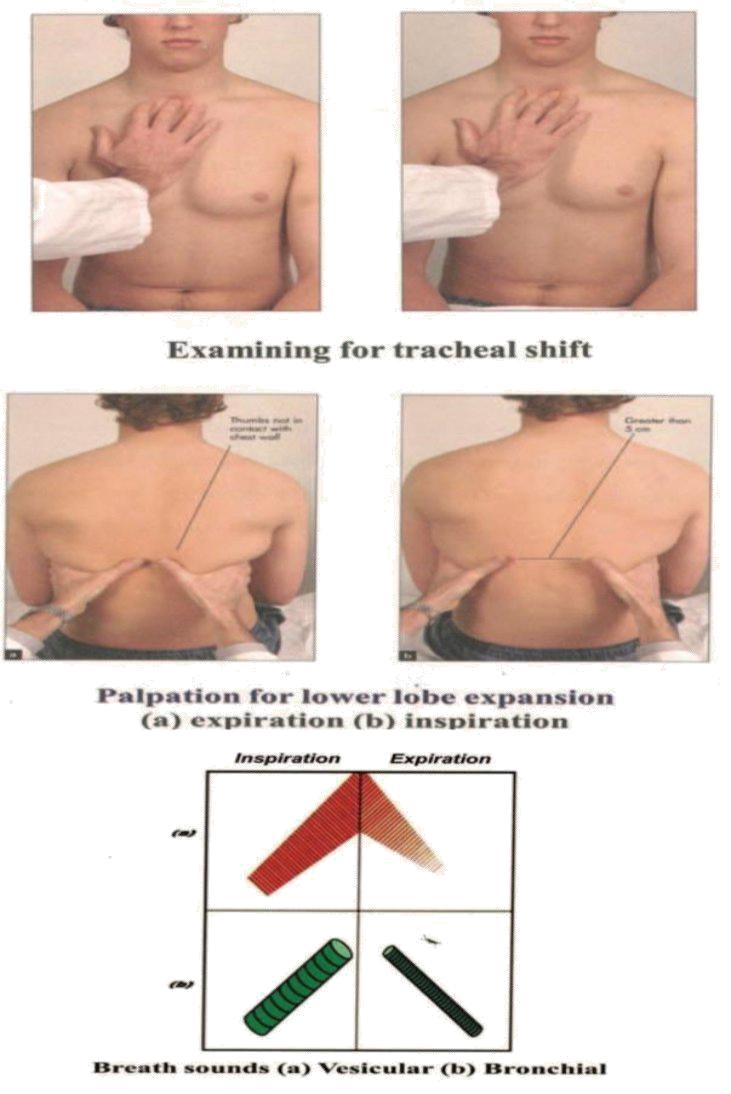 Examining for tracheal shift
Thumbs not in
contact with
chest wall
Greater than
5 cm
a
b
Palpation for lower lobe expansion
(a) expiration (b) inspiration
Inspiration Expiration
(a)
(b)
Breath sounds (a) Vesicular (b) Bronchial